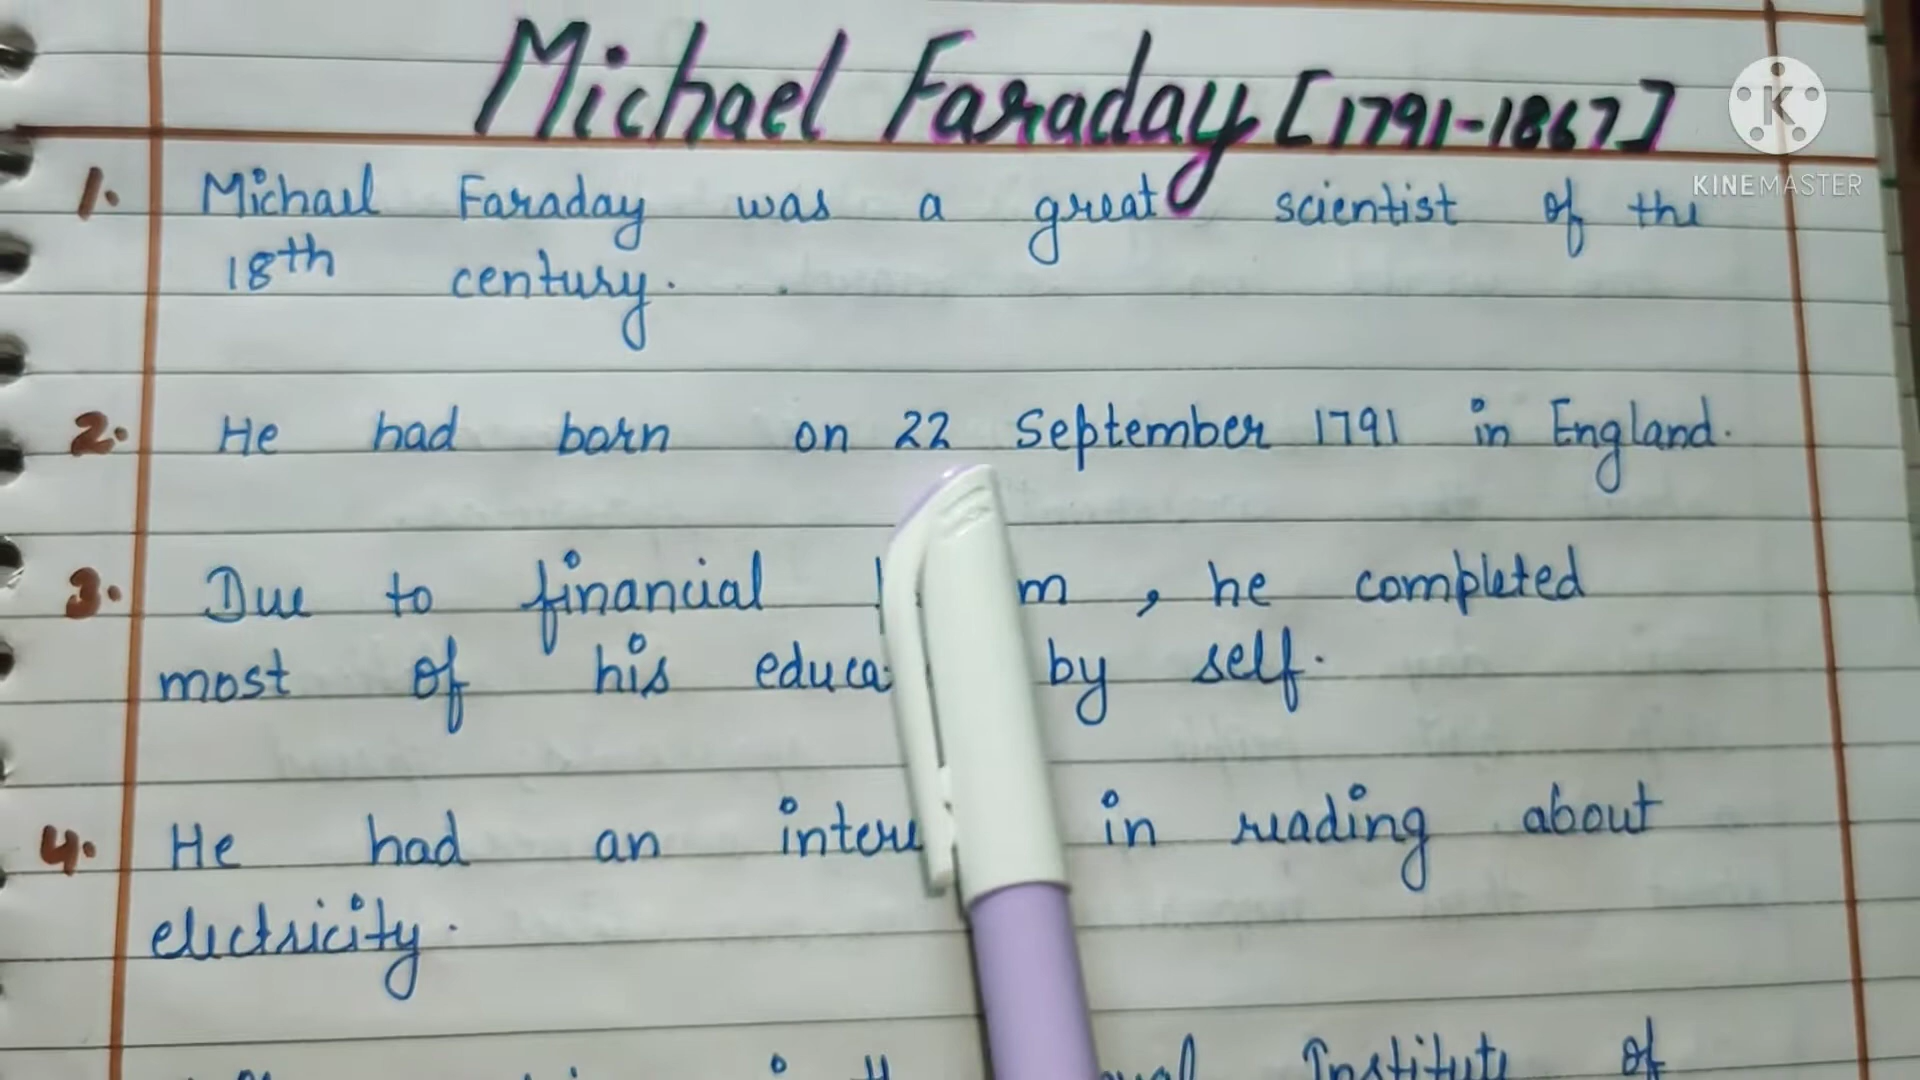 Michael Faraday [1791-1867]
KINEMASTER
1. Michael Faraday was a great scientist of the
18th century.
2. He had born on 22 September 1791 in England.
3. Due to financial , he completed
most of his by self.
4. He had an in reading about
electricity.
Institute of